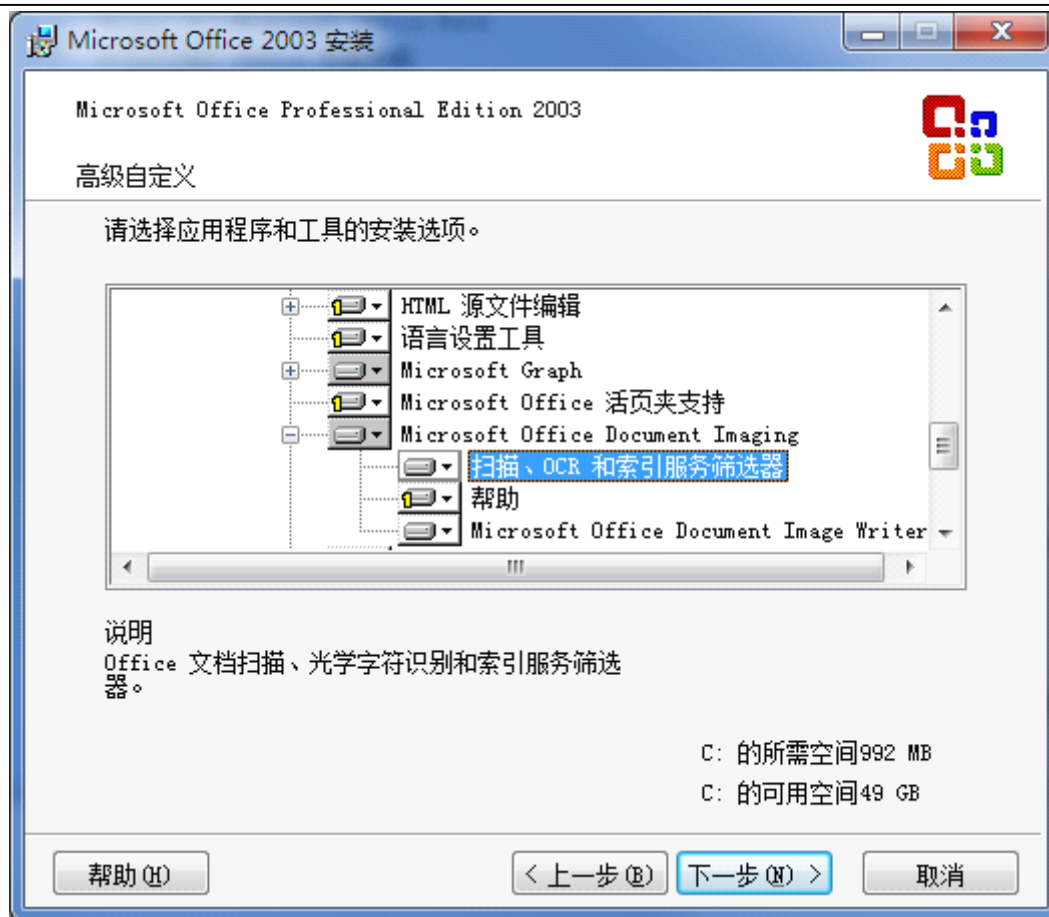 Microsoft Office 2003 安装
Microsoft Office Professional Edition 2003
高级自定义
请选择应用程序和工具的安装选项。
HTML 源文件编辑
语言设置工具
Microsoft Graph
Microsoft Office 活页夹支持
Microsoft Office Document Imaging
扫描、OCR 和索引服务筛选器
帮助
Microsoft Office Document Image Writer
说明
Office 文档扫描、光学字符识别和索引服务筛选
器。
C: 的所需空间992 MB
C: 的可用空间49 GB
帮助(H)
< 上一步(B)
下一步(N) >
取消